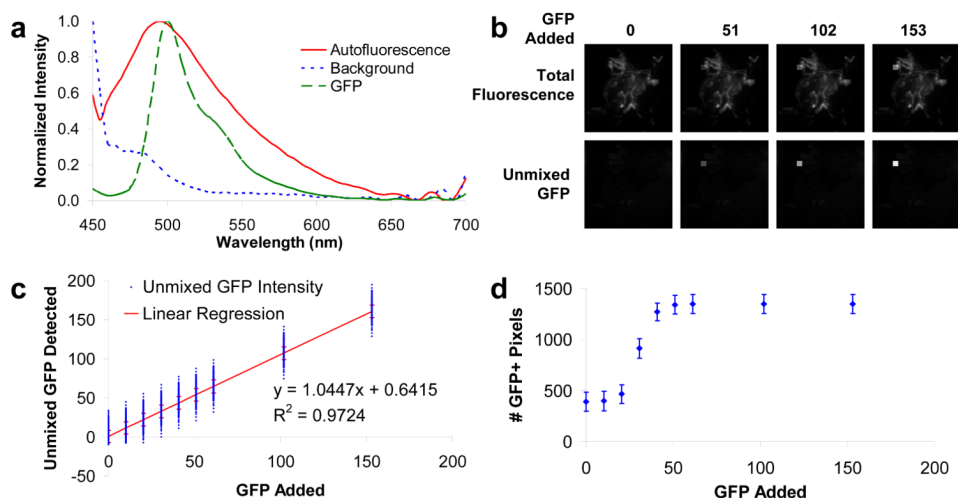 a
1.0
0.8
0.6
0.4
0.2
0.0
Normalized Intensity
Autofluorescence
Background
GFP
450
500
550
600
650
700
Wavelength (nm)
b
GFP
Added
0
51
102
153
Total
Fluorescence
Unmixed
GFP
c
200
150
100
50
0
-50
Unmixed GFP Detected
Unmixed GFP Intensity
Linear Regression
y = 1.0447x + 0.6415
R² = 0.9724
0
50
100
150
200
GFP Added
d
1500
1000
500
0
# GFP+ Pixels
0
50
100
150
200
GFP Added